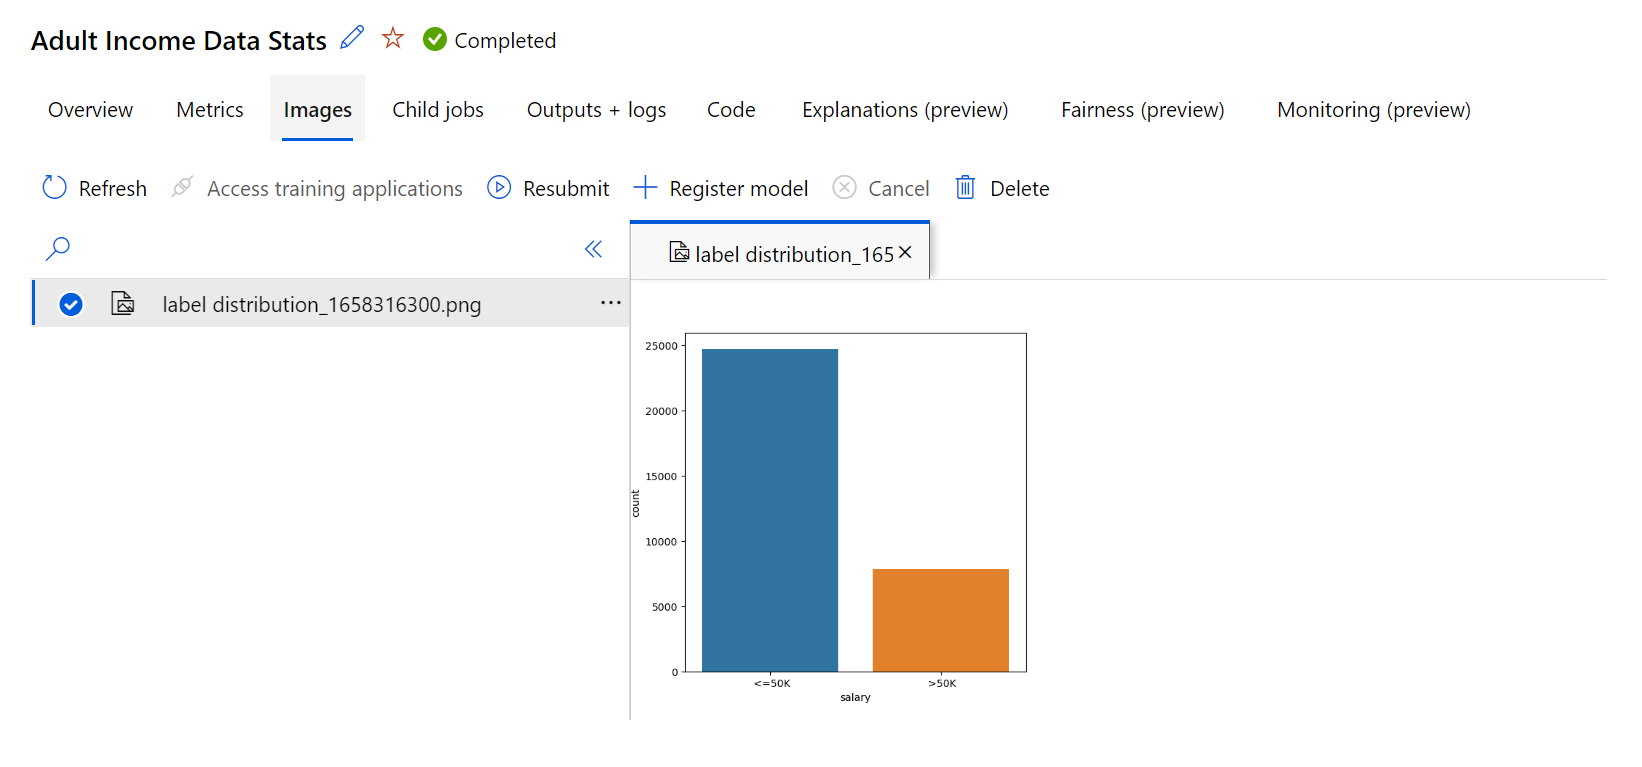 Adult Income Data Stats Completed
Overview Metrics Images Child jobs Outputs + logs Code Explanations (preview) Fairness (preview) Monitoring (preview)
Refresh Access training applications Resubmit Register model Cancel Delete
label distribution_165
label distribution_1658316300.png
25000
20000
15000
10000
5000
0
count
<=50K >50K
salary